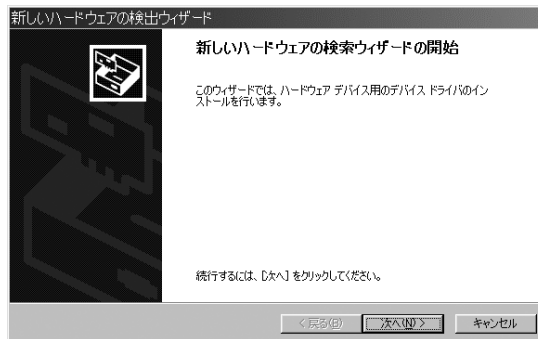 新しいハードウェアの検出ウィザード
新しいハードウェアの検索ウィザードの開始
このウィザードでは、ハードウェア デバイス用のデバイス ドライバのイン
ストールを行います。
続行するには、[次へ] をクリックしてください。
< 戻る(B)
次へ(N) >
キャンセル